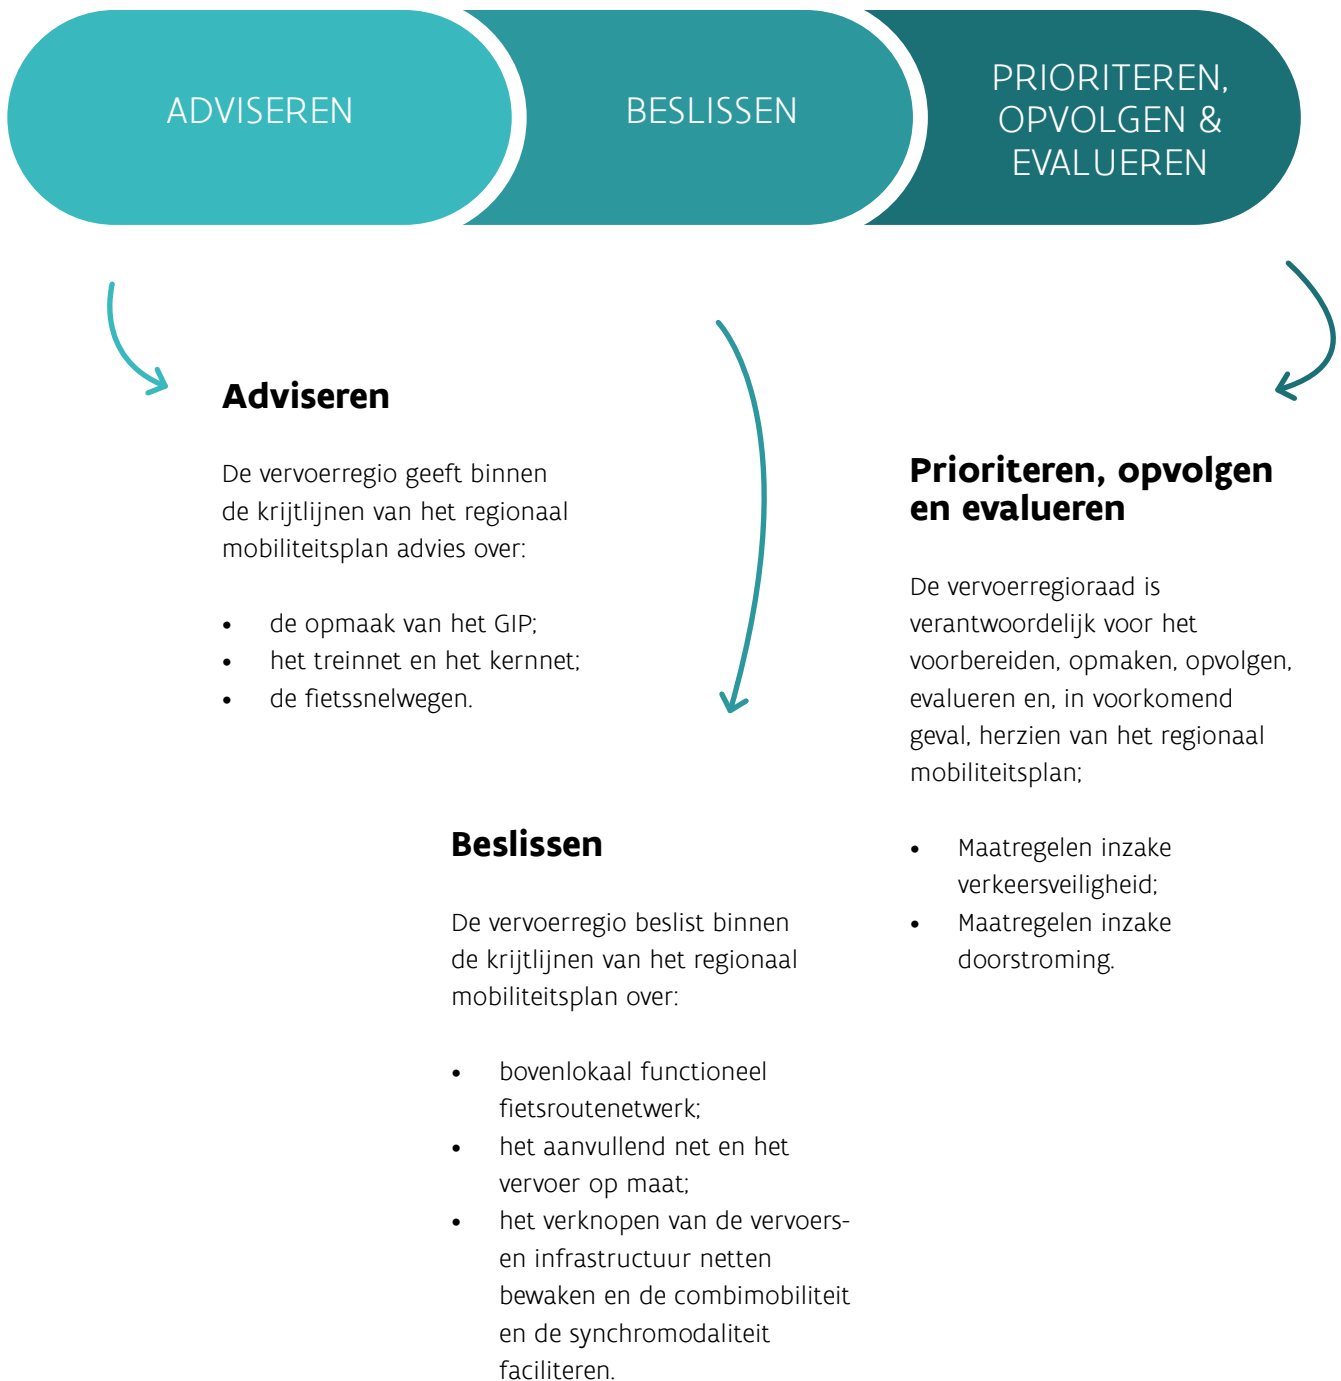 ADVISEREN
BESLISSEN
PRIORITEREN,
OPVOLGEN &
EVALUEREN
Adviseren
De vervoerregio geeft binnen
de krijtlijnen van het regionaal
mobiliteitsplan advies over:
• de opmaak van het GIP;
• het treinnet en het kernnet;
• de fietssnelwegen.
Beslissen
De vervoerregio beslist binnen
de krijtlijnen van het regionaal
mobiliteitsplan over:
• bovenlokaal functioneel
fietsroutenetwerk;
• het aanvullend net en het
vervoer op maat;
• het verknopen van de vervoers-
en infrastructuur netten
bewaken en de combimobiliteit
en de synchromodaliteit
faciliteren.
Prioriteren, opvolgen
en evalueren
De vervoerregioraad is
verantwoordelijk voor het
voorbereiden, opmaken, opvolgen,
evalueren en, in voorkomend
geval, herzien van het regionaal
mobiliteitsplan;
• Maatregelen inzake
verkeersveiligheid;
• Maatregelen inzake
doorstroming.